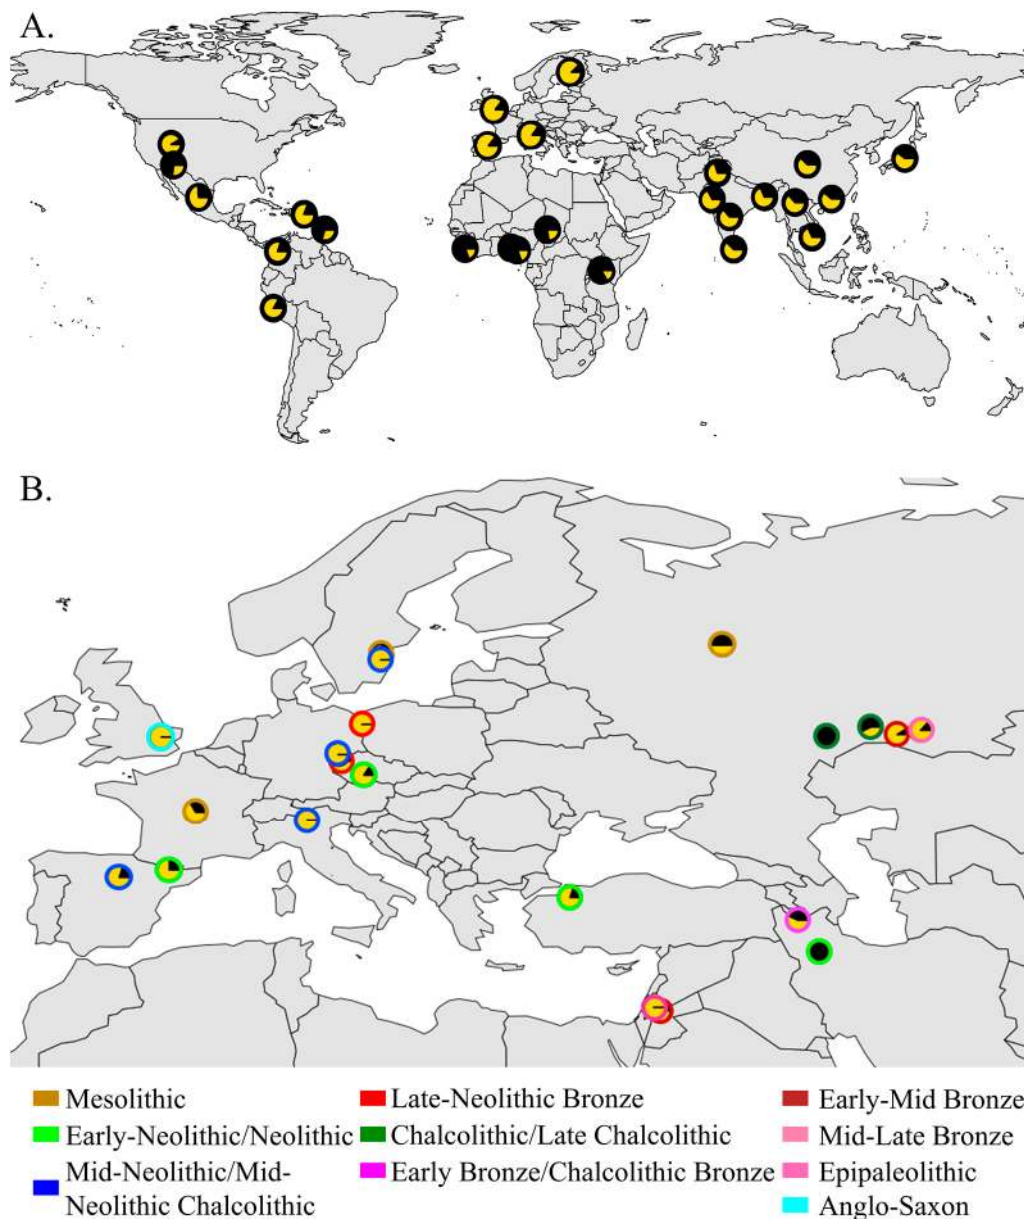 A.
B.
Mesolithic
Early-Neolithic/Neolithic
Mid-Neolithic/Mid-
Neolithic Chalcolithic
Late-Neolithic Bronze
Chalcolithic/Late Chalcolithic
Early Bronze/Chalcolithic Bronze
Early-Mid Bronze
Mid-Late Bronze
Epipaleolithic
Anglo-Saxon